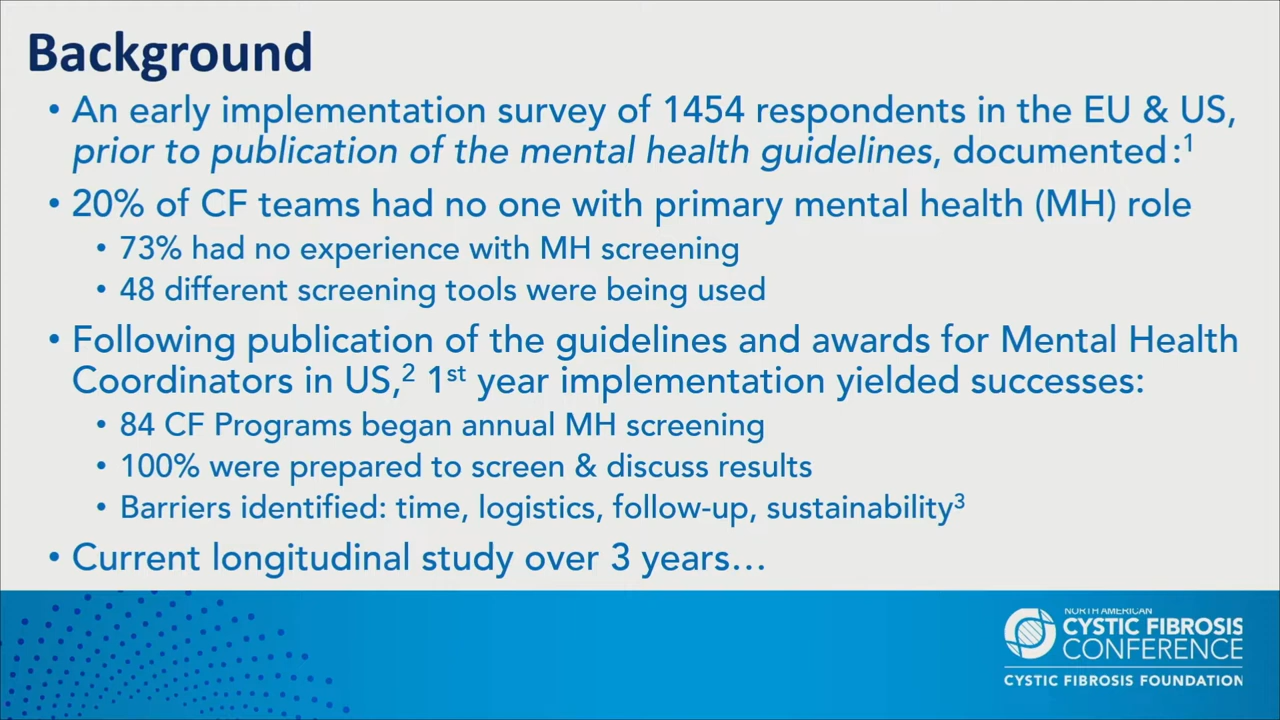 Background
• An early implementation survey of 1454 respondents in the EU & US,
prior to publication of the mental health guidelines, documented :1
• 20% of CF teams had no one with primary mental health (MH) role
• 73% had no experience with MH screening
• 48 different screening tools were being used
• Following publication of the guidelines and awards for Mental Health
Coordinators in US,2 1st year implementation yielded successes:
• 84 CF Programs began annual MH screening
• 100% were prepared to screen & discuss results
• Barriers identified: time, logistics, follow-up, sustainability3
• Current longitudinal study over 3 years…
NORTH AMERICAN
CYSTIC FIBROSIS
CONFERENCE
CYSTIC FIBROSIS FOUNDATION